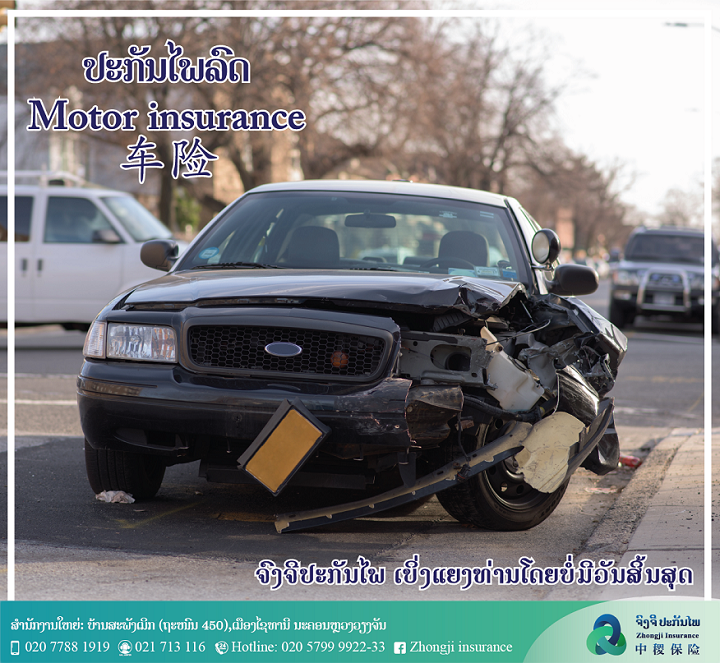 ປະກັນໄພລົດ
Motor insurance
车险
ຈົງຈີປະກັນໄພ ເບິ່ງແຍງທ່ານໂດຍບໍ່ມີວັນສິ້ນສຸດ
ສຳນັກງານໃຫຍ່: ບ້ານສະພັງເມິກ (ຖະໜົນ 450),ເມືອງໄຊທານີ ນະຄອນຫຼວງວຽງຈັນ
020 7788 1919 021 713 116 Hotline: 020 5799 9922-33 Zhongji insurance
ຈົງຈີປະກັນໄພ
Zhongji Insurance
中稷保险